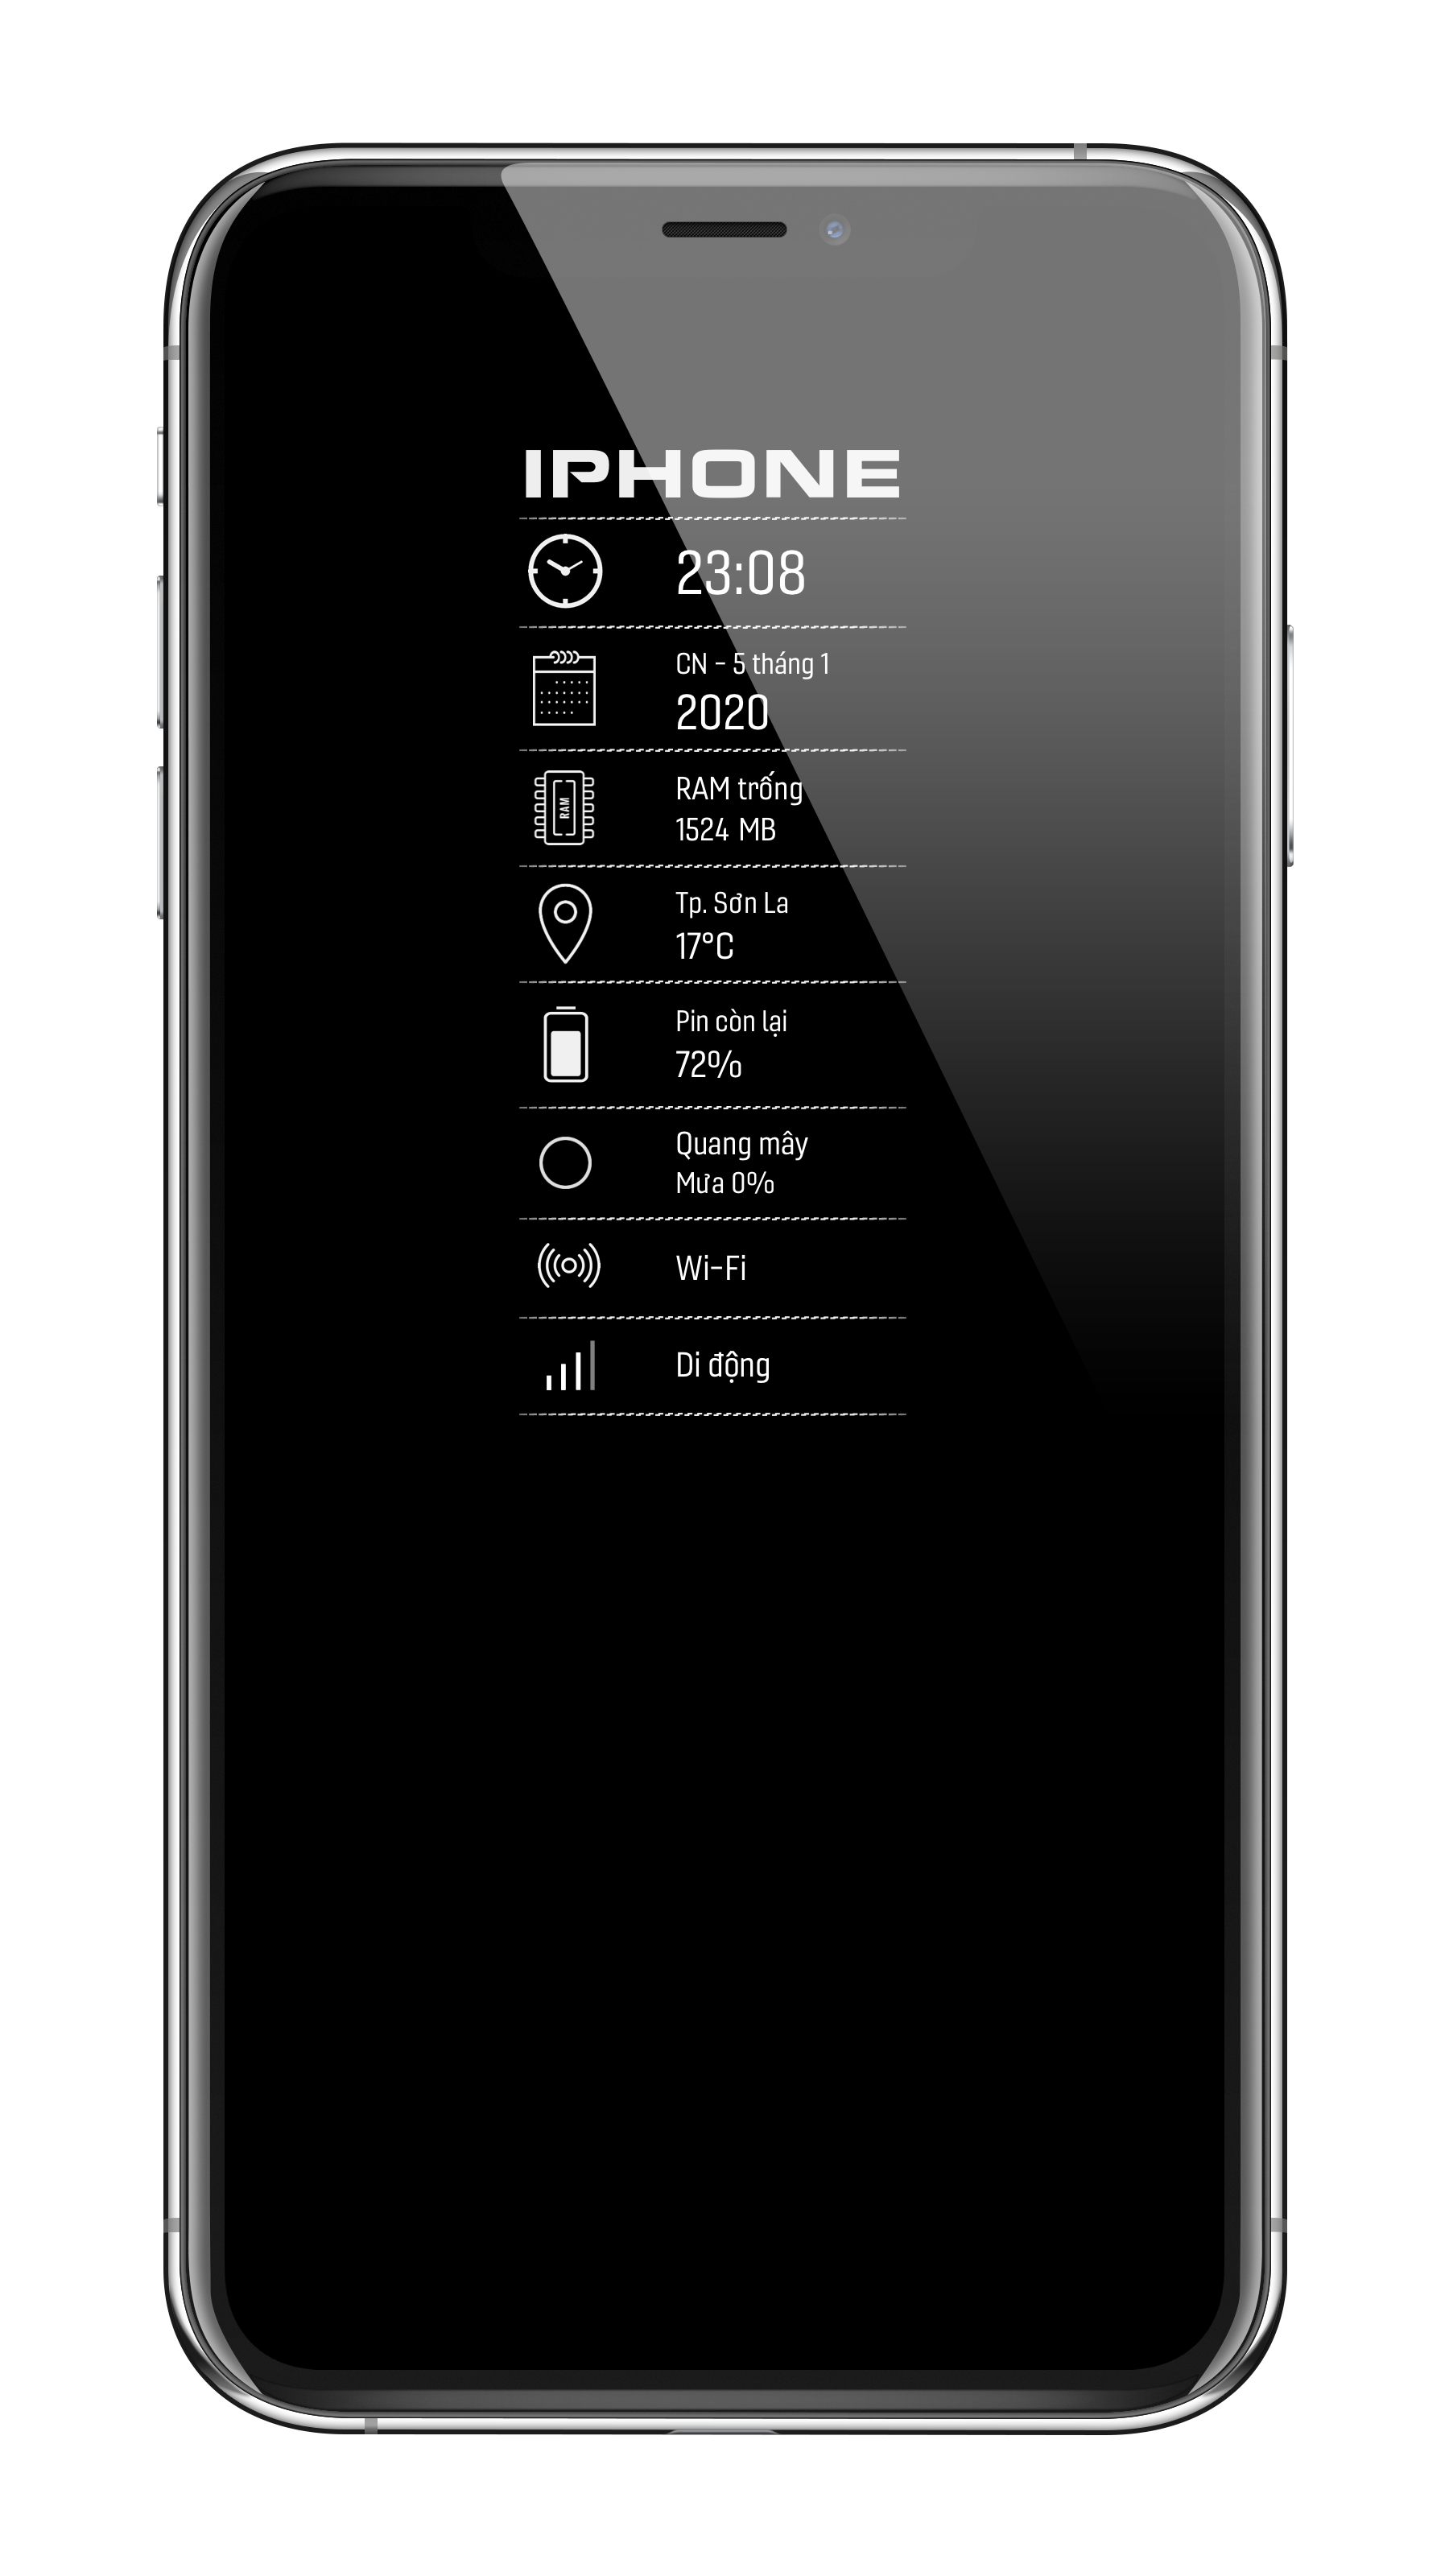 IPHONE
23:08
CN - 5 tháng 1
2020
RAM
RAM trống
1524 MB
Tp. Sơn La
17°C
Pin còn lại
72%
Quang mây
Mưa 0%
Wi-Fi
Di động